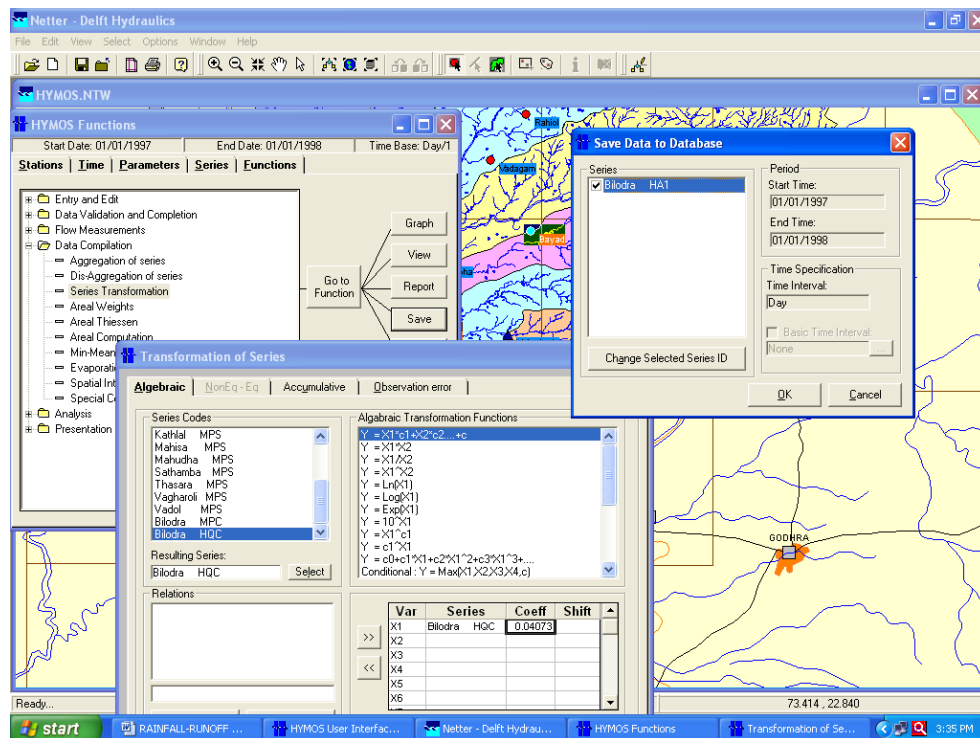 Netter - Delft Hydraulics
File Edit View Select Options Window Help
HYMOS.NTW
HYMOS Functions
Start Date: 01/01/1997 End Date: 01/01/1998 Time Base: Day/1
Stations Time Parameters Series Functions
Entry and Edit
Data Validation and Completion
Flow Measurements
Data Compilation
Aggregation of series
Dis-Aggregation of series
Series Transformation
Areal Weights
Areal Thiessen
Areal Computation
Min-Mean
Evaporati
Spatial Int
Special C
Analysis
Presentation
Go to Function
Graph
View
Report
Save
Rahiol
Vadagam
Bayad
ha
GODHRA
Save Data to Database
Series
Bilodra HA1
Change Selected Series ID
Period
Start Time:
01/01/1997
End Time:
01/01/1998
Time Specification
Time Interval:
Day
Basic Time Interval:
None ...
OK Cancel
Transformation of Series
Algebraic NonEq - Eq Accumulative Observation error
Series Codes
Kathlal MPS
Mahisa MPS
Mahudha MPS
Sathamba MPS
Thasara MPS
Vagharoli MPS
Vadol MPS
Bilodra MPC
Bilodra HQC
Resulting Series:
Bilodra HQC Select
Relations
Algabraic Transformation Functions
Y = X1*c1+X2*c2....+c
Y = X1*X2
Y = X1/X2
Y = X1^X2
Y = Ln(X1)
Y = Log(X1)
Y = Exp(X1)
Y = 10^X1
Y = X1^c1
Y = c1^X1
Y = c0+c1*X1+c2*X1^2+c3*X1^3+....
Conditional : Y = Max(X1,X2,X3,X4,c)
>>
<<
Var Series Coeff Shift
X1 Bilodra HQC 0.04073
X2
X3
X4
X5
X6
Ready... 73.414 , 22.840
start RAINFALL-RUNOFF ... HYMOS User Interfac... Netter - Delft Hydrau... HYMOS Functions Transformation of Se... 3:35 PM